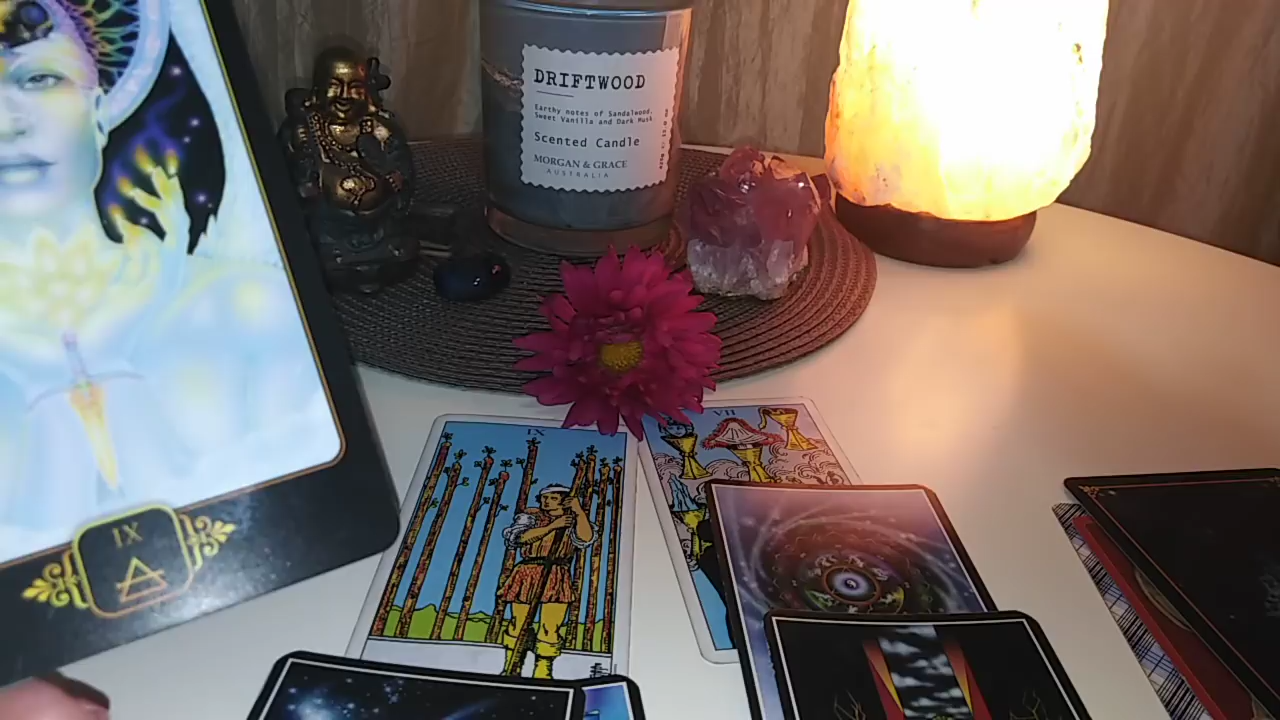 DRIFTWOOD
Earthy notes of Sandalwood,
Sweet Vanilla and Dark Musk
Scented Candle
MORGAN & GRACE
AUSTRALIA
IX
VII
IX